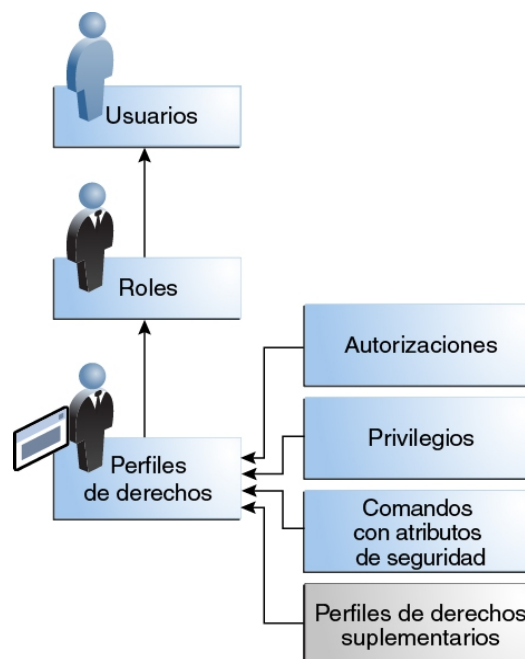 Usuarios
Roles
Autorizaciones
Privilegios
Perfiles
de derechos
Comandos
con atributos
de seguridad
Perfiles de derechos
suplementarios